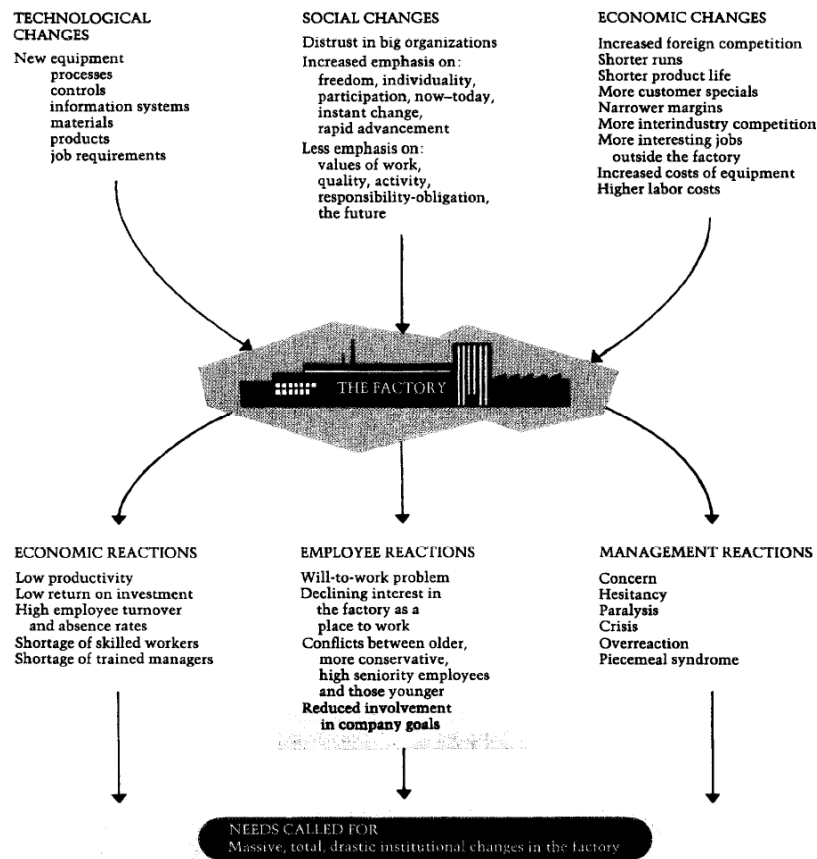 TECHNOLOGICAL
CHANGES
New equipment
processes
controls
information systems
materials
products
job requirements
SOCIAL CHANGES
Distrust in big organizations
Increased emphasis on:
freedom, individuality,
participation, now–today,
instant change,
rapid advancement
Less emphasis on:
values of work,
quality, activity,
responsibility-obligation,
the future
ECONOMIC CHANGES
Increased foreign competition
Shorter runs
Shorter product life
More customer specials
Narrower margins
More interindustry competition
More interesting jobs
outside the factory
Increased costs of equipment
Higher labor costs
THE FACTORY
ECONOMIC REACTIONS
Low productivity
Low return on investment
High employee turnover
and absence rates
Shortage of skilled workers
Shortage of trained managers
EMPLOYEE REACTIONS
Will-to-work problem
Declining interest in
the factory as a
place to work
Conflicts between older,
more conservative,
high seniority employees
and those younger
Reduced involvement
in company goals
MANAGEMENT REACTIONS
Concern
Hesitancy
Paralysis
Crisis
Overreaction
Piecemeal syndrome
NEEDS CALLED FOR
Massive, total, drastic institutional changes in the factory